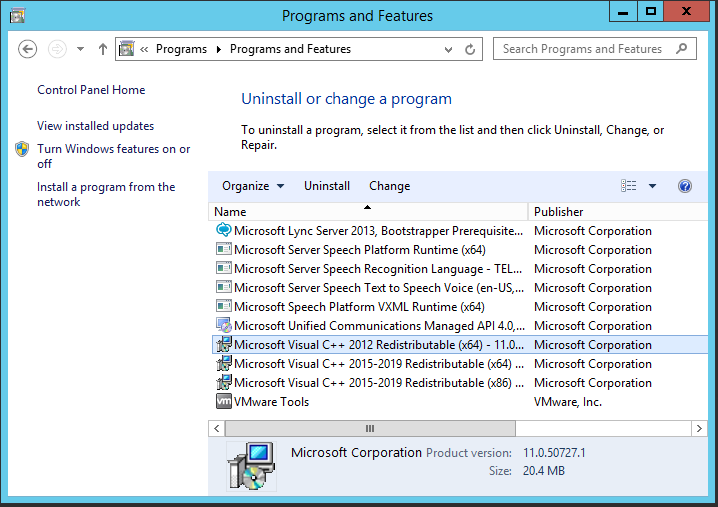 Programs and Features
« Programs Programs and Features
Search Programs and Features
Control Panel Home
View installed updates
Turn Windows features on or
off
Install a program from the
network
Uninstall or change a program
To uninstall a program, select it from the list and then click Uninstall, Change, or
Repair.
Organize Uninstall Change
Name Publisher
Microsoft Lync Server 2013, Bootstrapper Prerequisite... Microsoft Corporation
Microsoft Server Speech Platform Runtime (x64) Microsoft Corporation
Microsoft Server Speech Recognition Language - TEL... Microsoft Corporation
Microsoft Server Speech Text to Speech Voice (en-US,... Microsoft Corporation
Microsoft Speech Platform VXML Runtime (x64) Microsoft Corporation
Microsoft Unified Communications Managed API 4.0,... Microsoft Corporation
Microsoft Visual C++ 2012 Redistributable (x64) - 11.0... Microsoft Corporation
Microsoft Visual C++ 2015-2019 Redistributable (x64) ... Microsoft Corporation
Microsoft Visual C++ 2015-2019 Redistributable (x86) ... Microsoft Corporation
vm VMware Tools VMware, Inc.
Microsoft Corporation Product version: 11.0.50727.1
Size: 20.4 MB